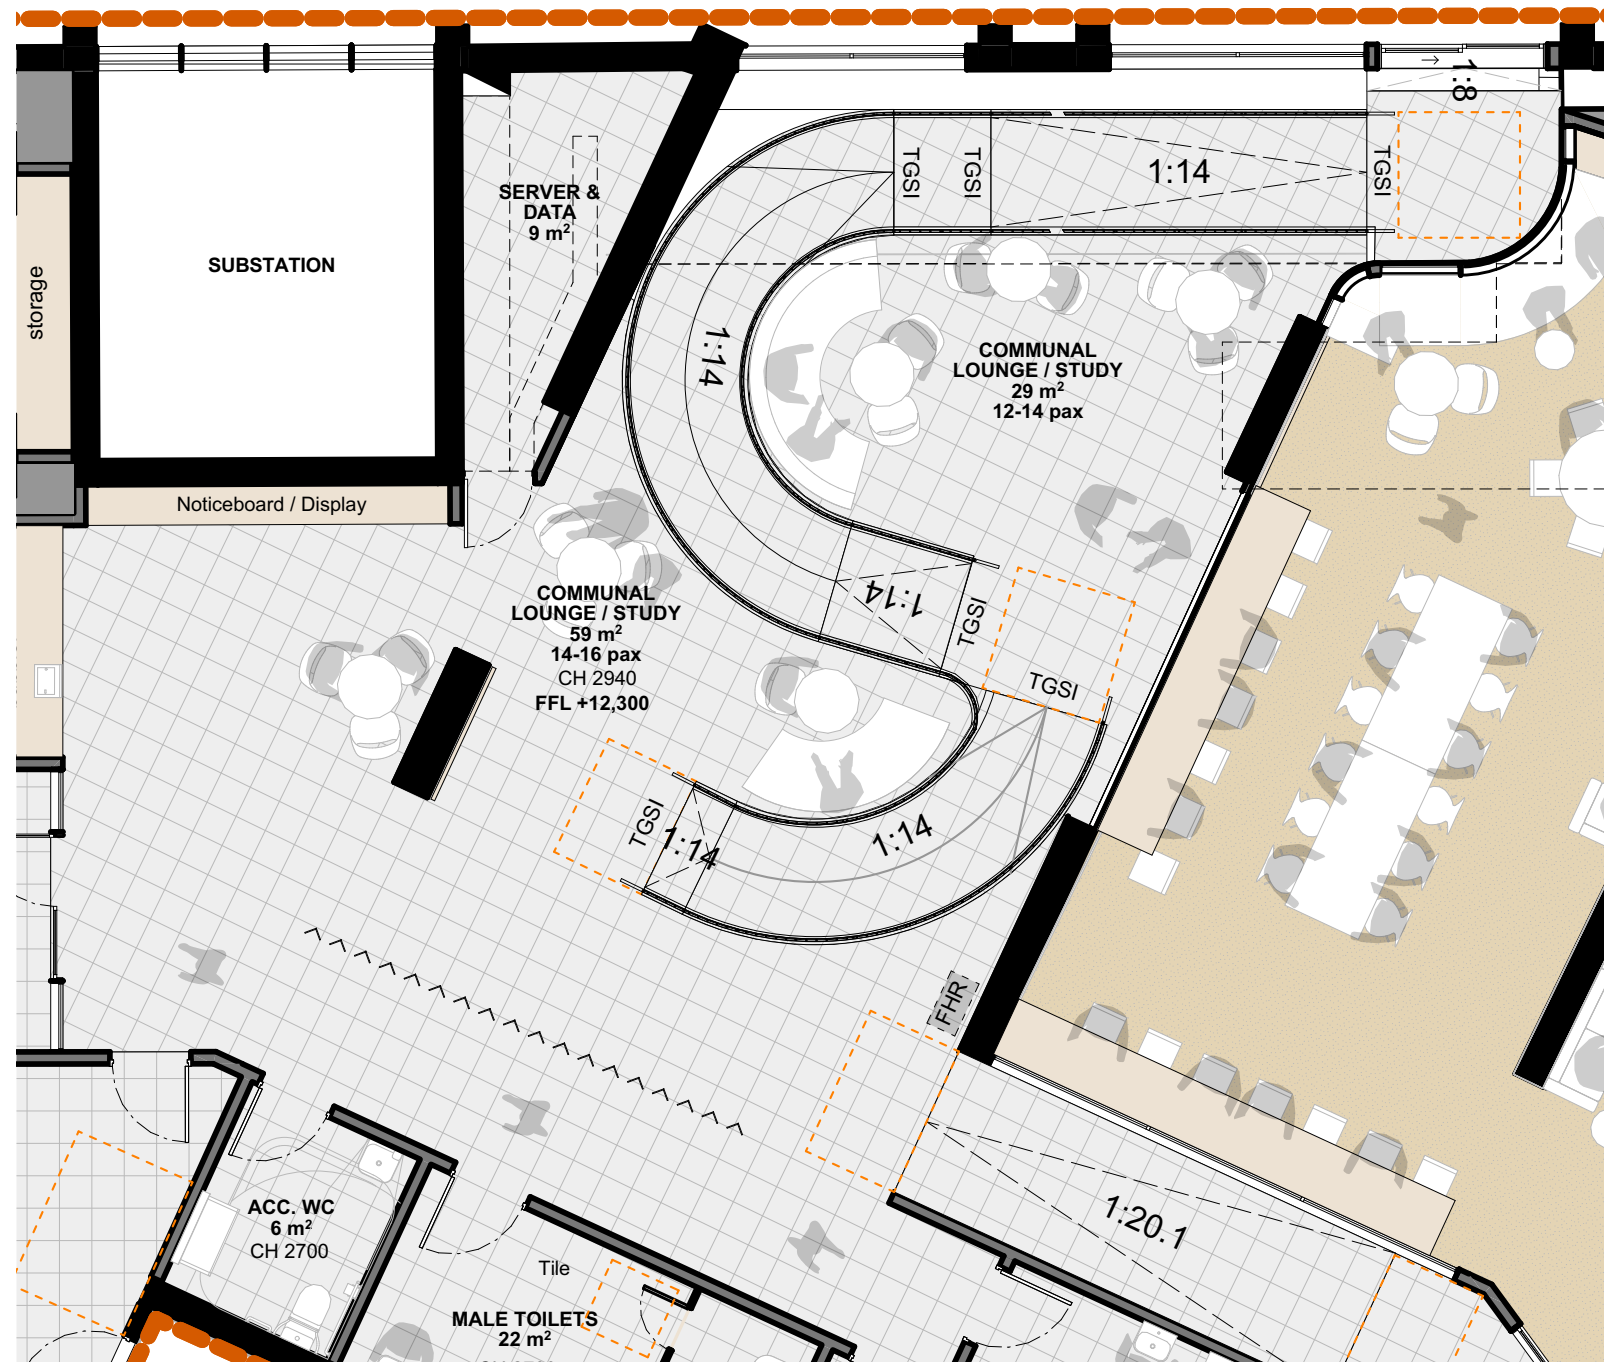 1:8
TGSI
TGSI
1:14
TGSI
SERVER &
DATA
9 m²
SUBSTATION
storage
1:14
COMMUNAL
LOUNGE / STUDY
29 m²
12-14 pax
Noticeboard / Display
COMMUNAL
LOUNGE / STUDY
59 m²
14-16 pax
CH 2940
FFL +12,300
1:14
TGSI
TGSI
TGSI
1:14
1:14
FHR
ACC. WC
6 m²
CH 2700
1:20.1
Tile
MALE TOILETS
22 m²